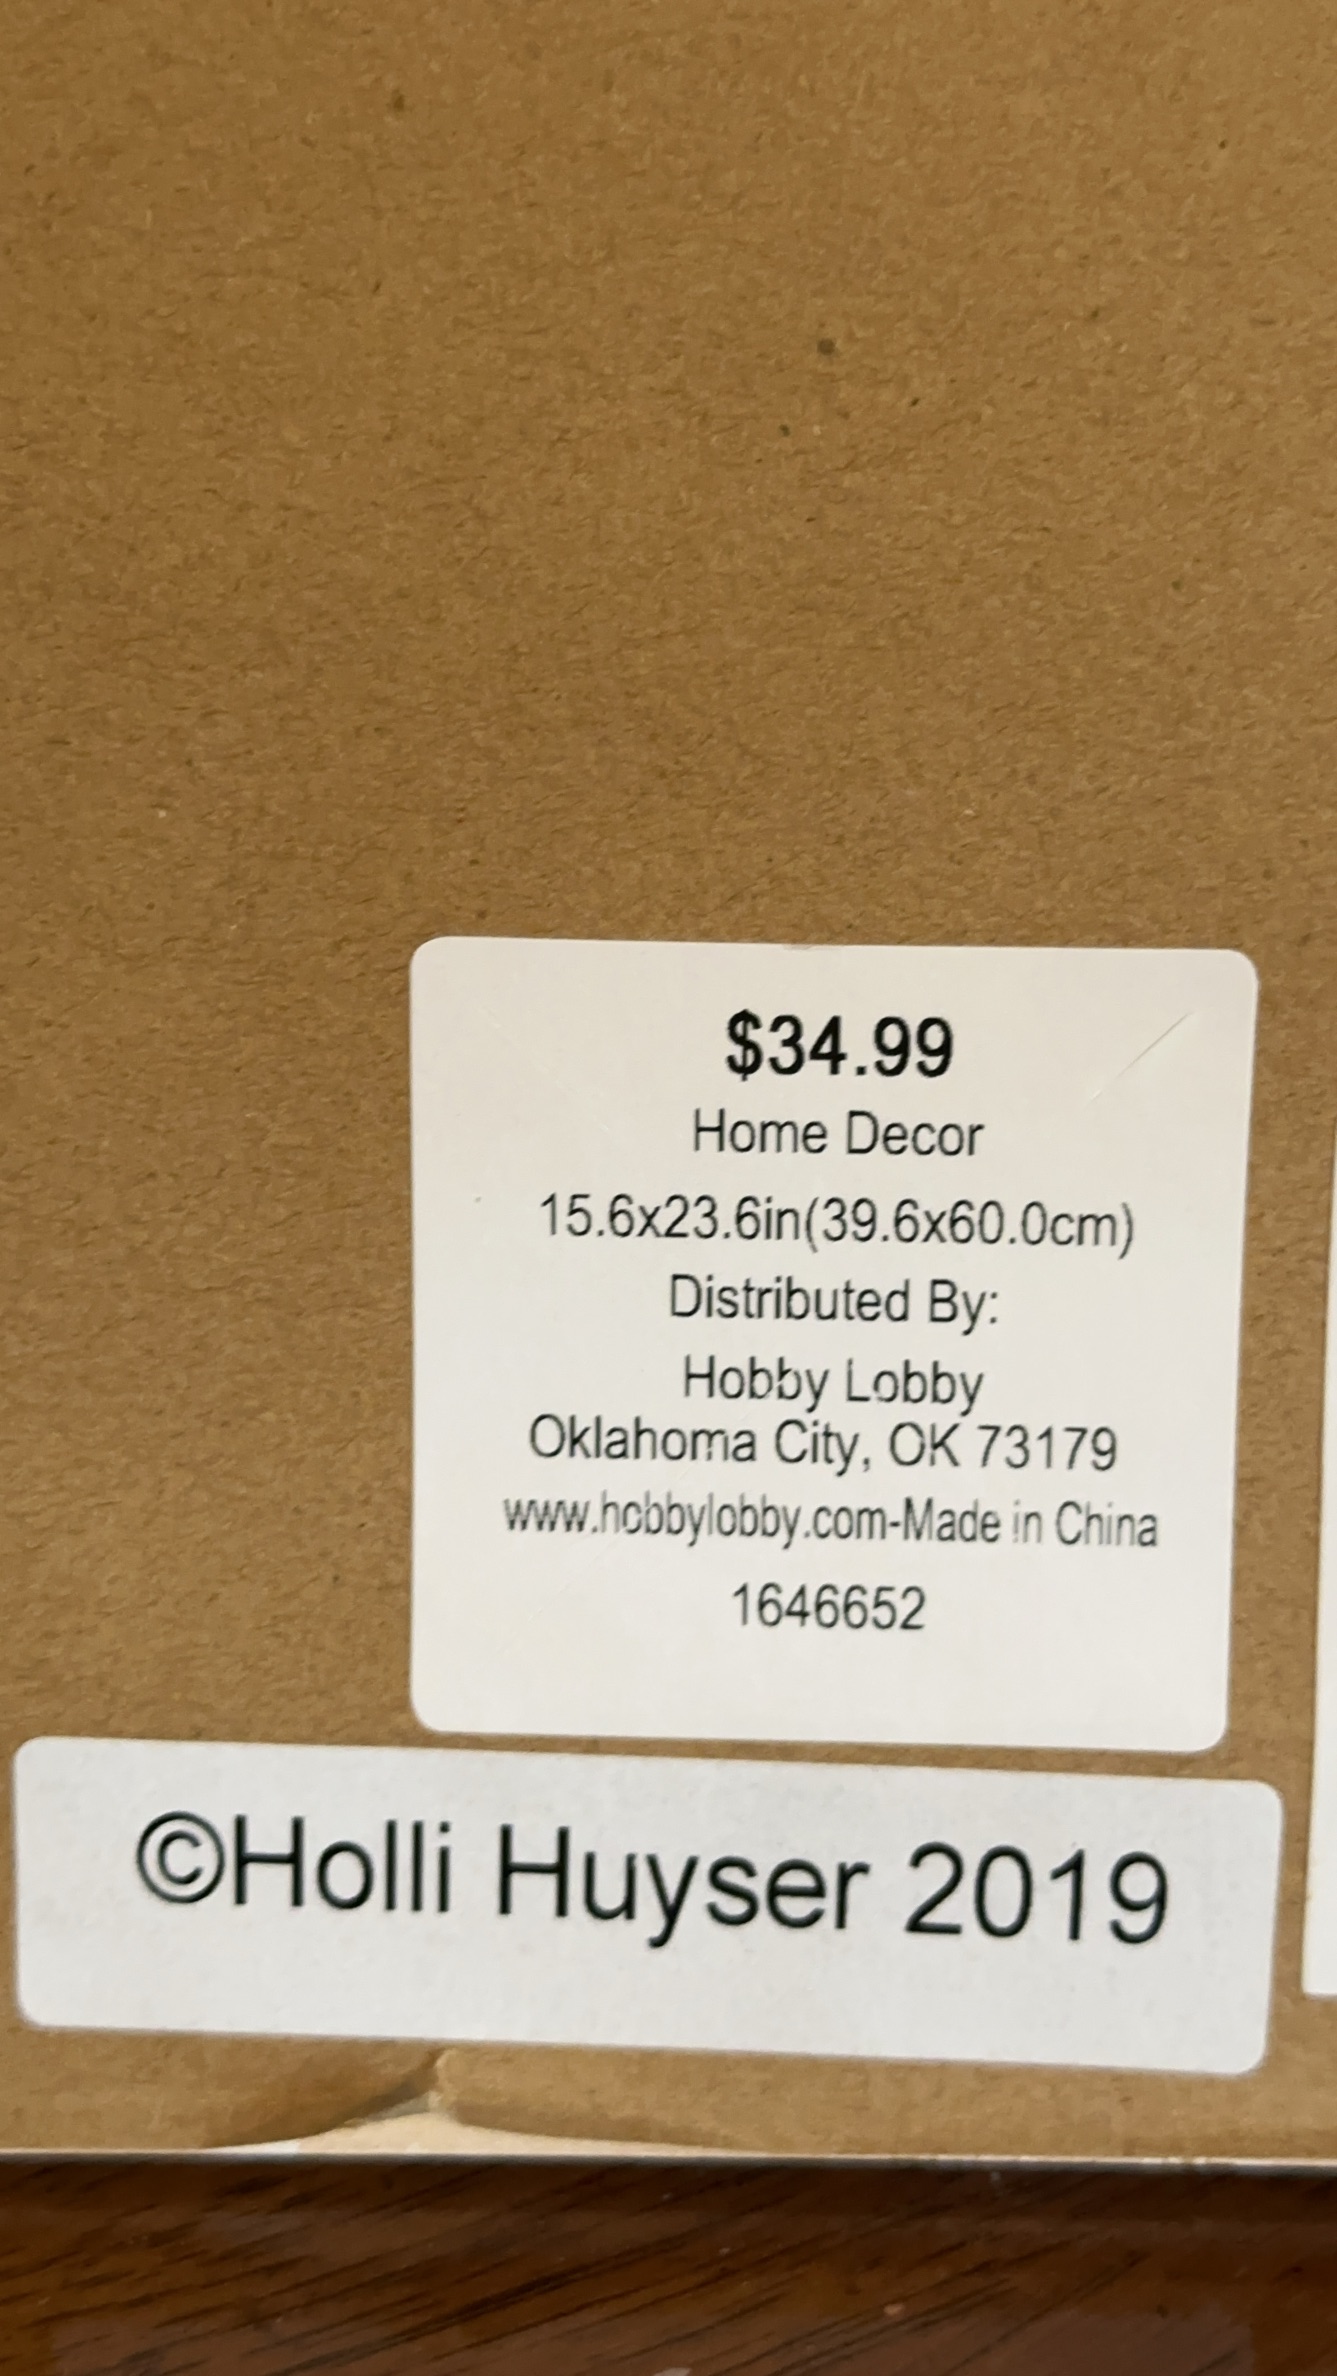 $34.99
Home Decor
15.6x23.6in(39.6x60.0cm)
Distributed By:
Hobby Lobby
Oklahoma City, OK 73179
www.hobbylobby.com-Made in China
1646652
©Holli Huyser 2019